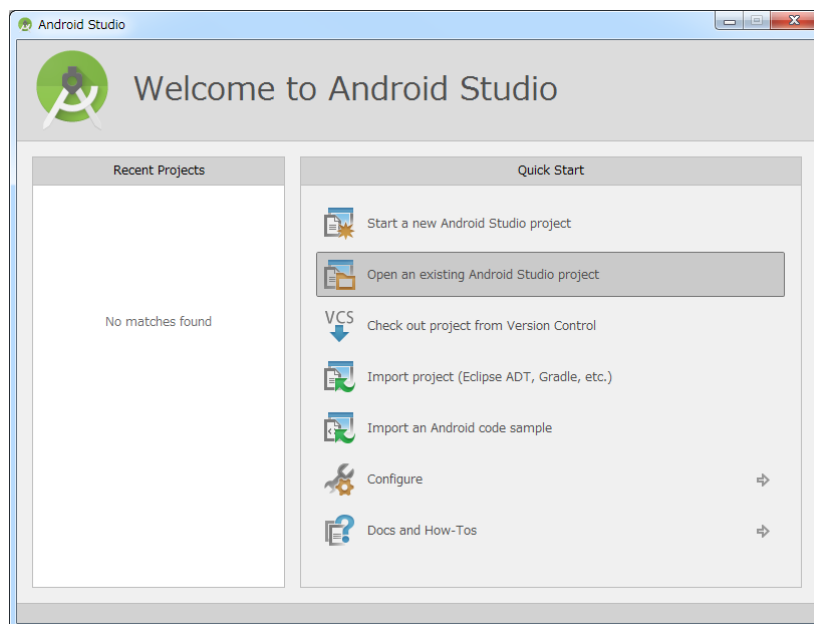 Android Studio
Welcome to Android Studio
Recent Projects
No matches found
Quick Start
Start a new Android Studio project
Open an existing Android Studio project
VCS
Check out project from Version Control
Import project (Eclipse ADT, Gradle, etc.)
Import an Android code sample
Configure
Docs and How-Tos